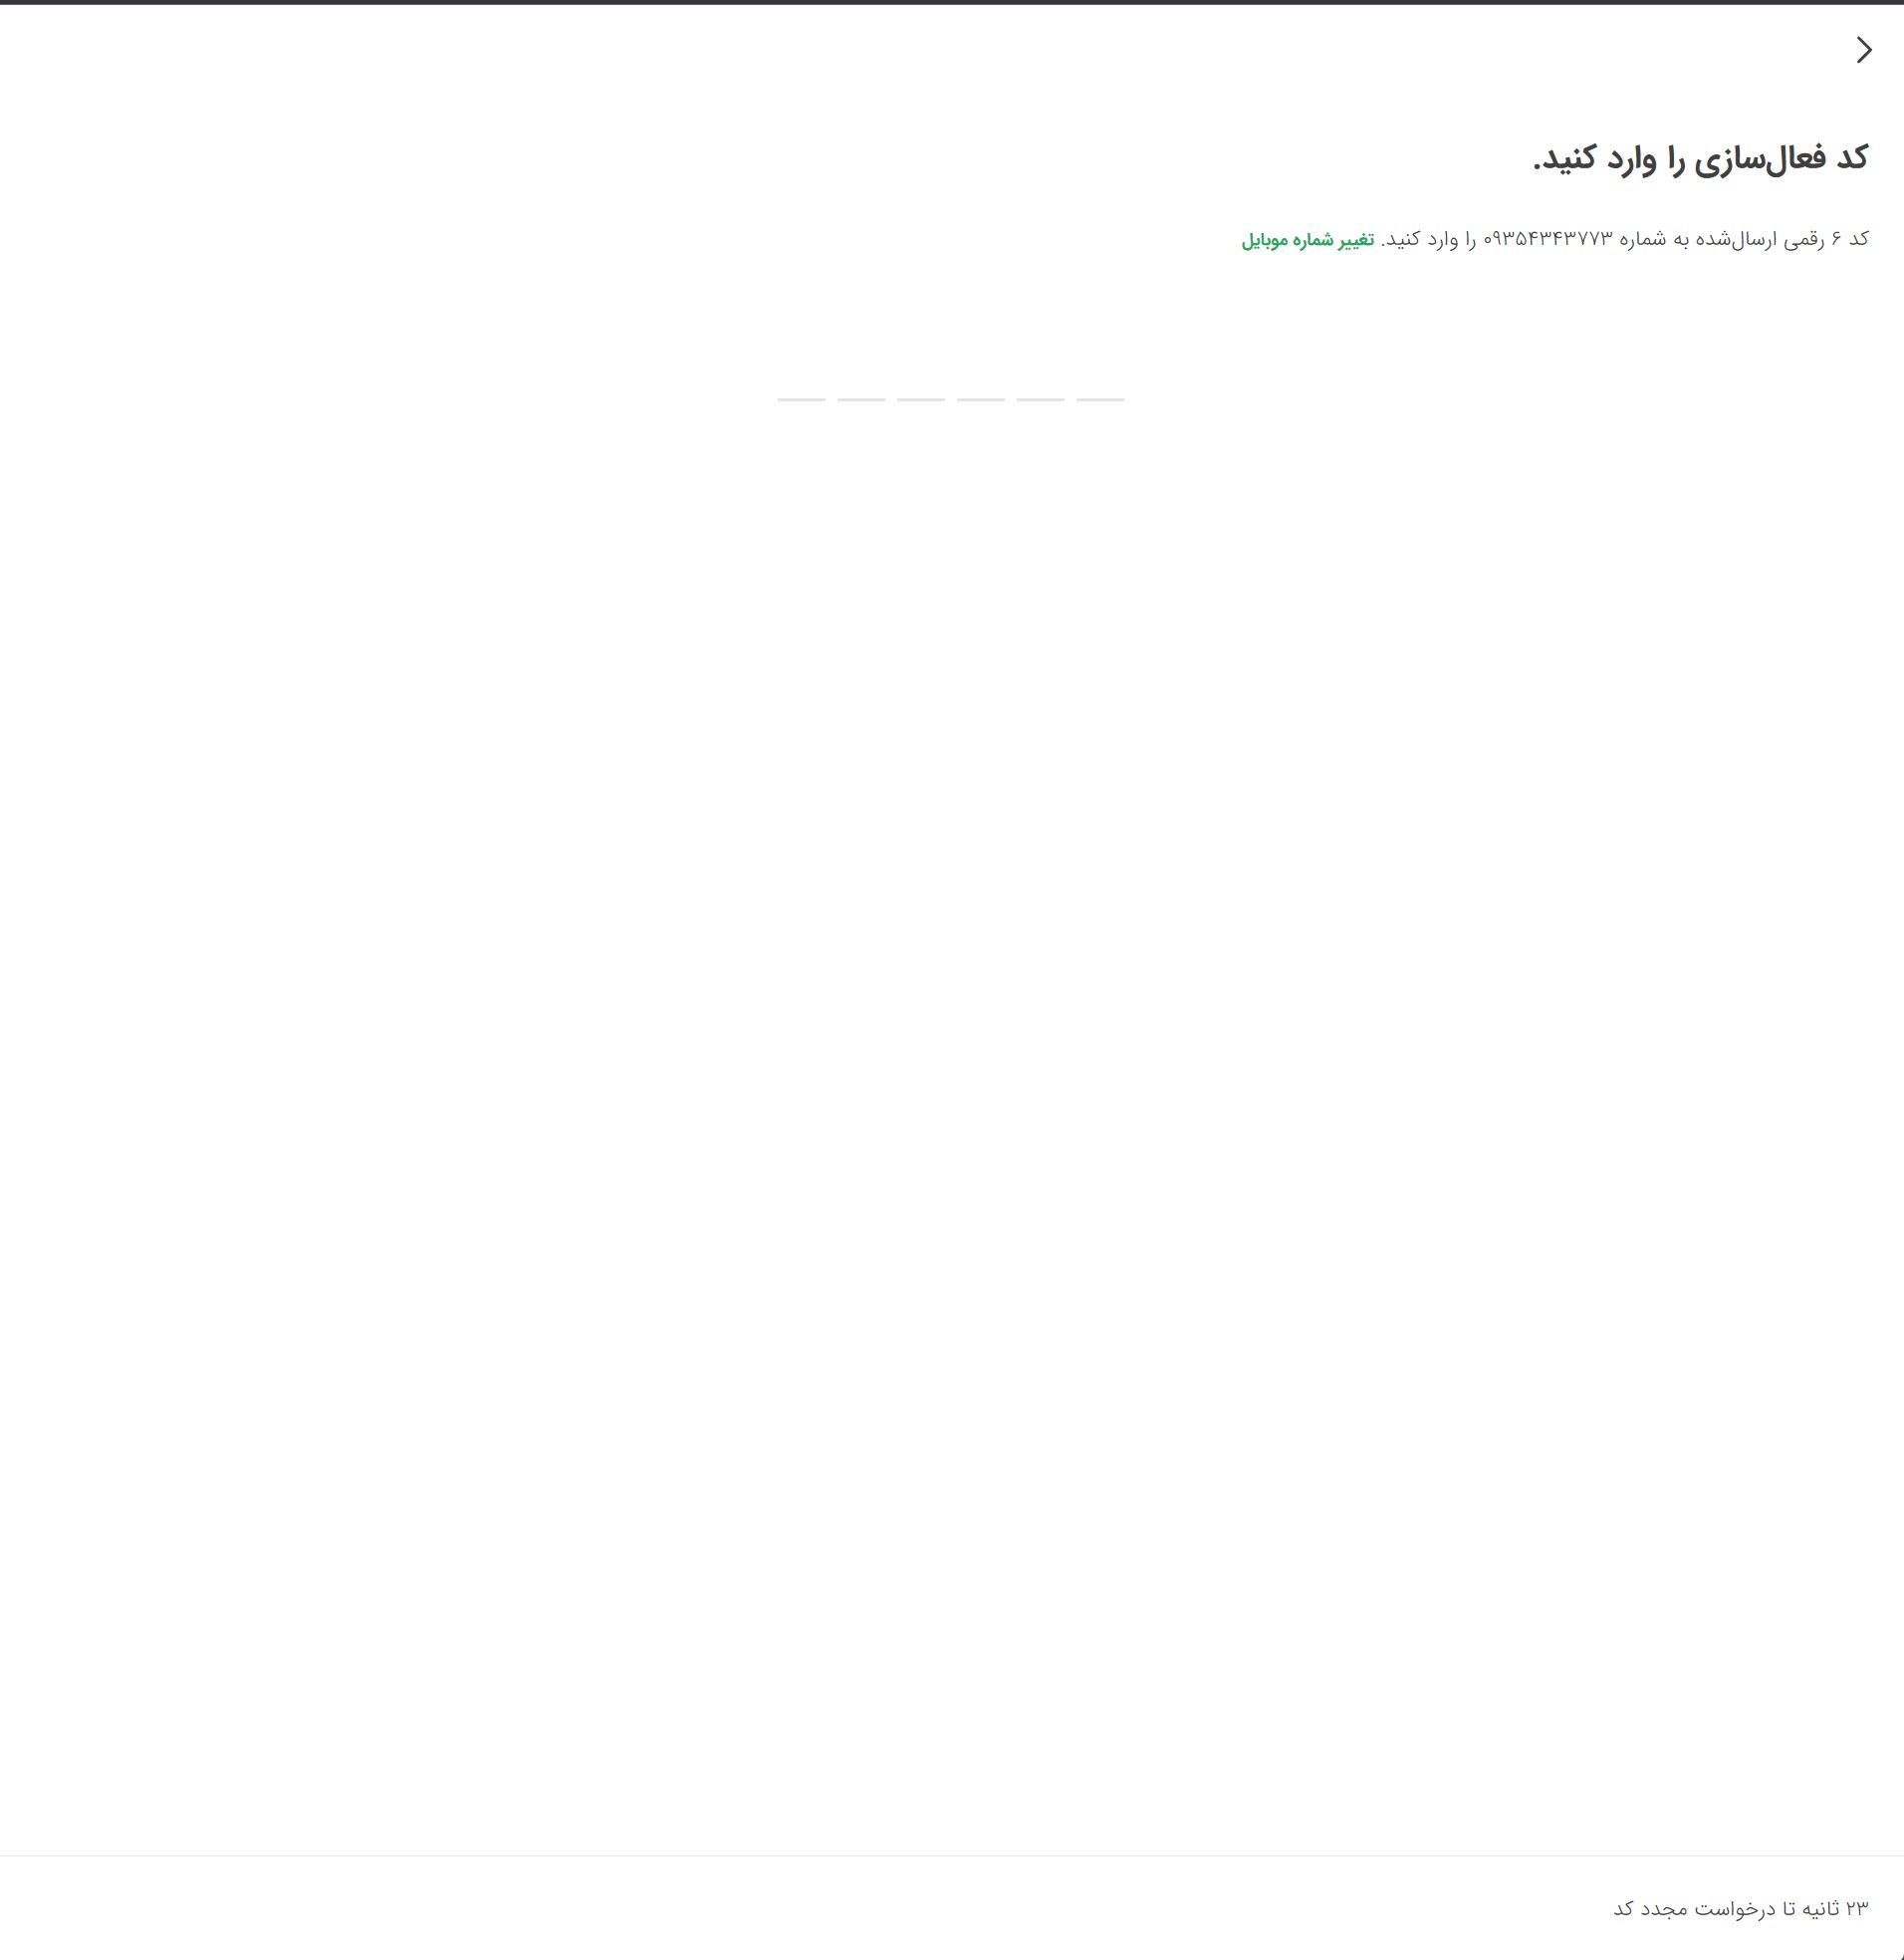 کد فعال‌سازی را وارد کنید.
کد ۶ رقمی ارسال‌شده به شماره ۰۹۳۵۴۳۴۳۷۷۳ را وارد کنید. تغییر شماره موبایل
۲۳ ثانیه تا درخواست مجدد کد